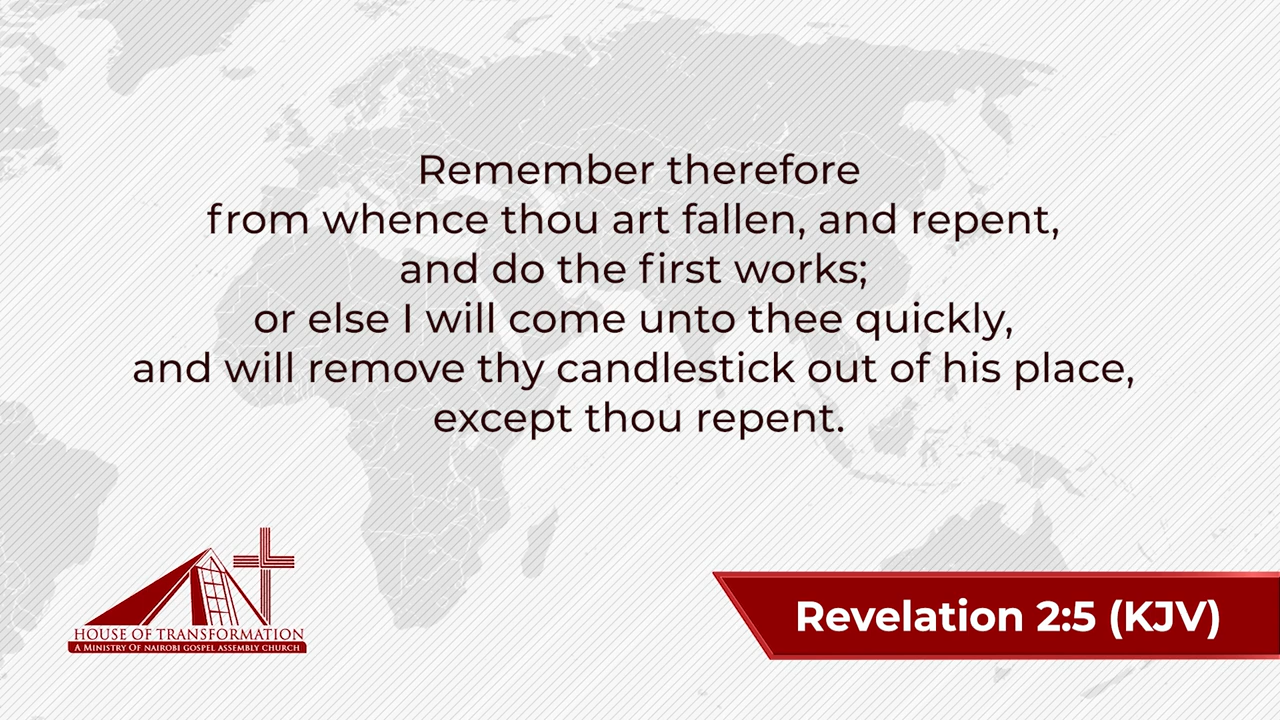 Remember therefore
from whence thou art fallen, and repent,
and do the first works;
or else I will come unto thee quickly,
and will remove thy candlestick out of his place,
except thou repent.
HOUSE OF TRANSFORMATION
A MINISTRY OF NAIROBI GOSPEL ASSEMBLY CHURCH
Revelation 2:5 (KJV)